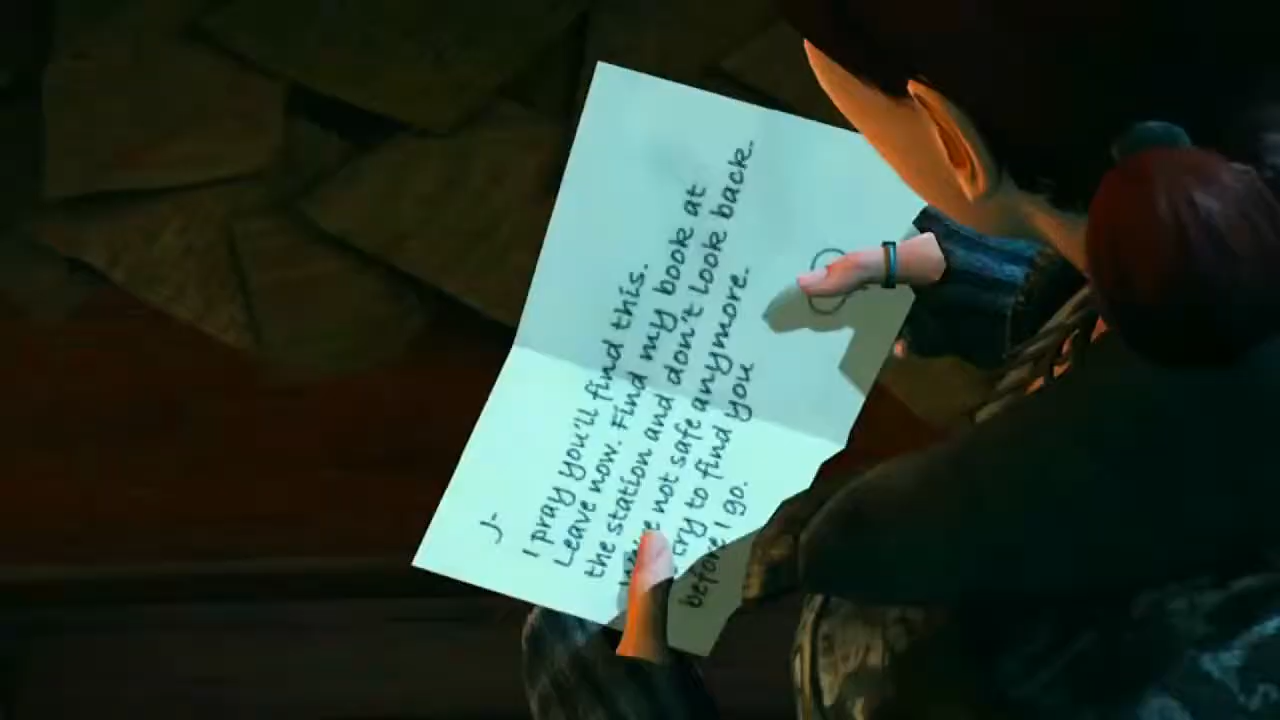 J-
I pray you'll find this.
Leave now. Find my book at
the station and don't look back.
not safe anymore.
try to find you
before I go.